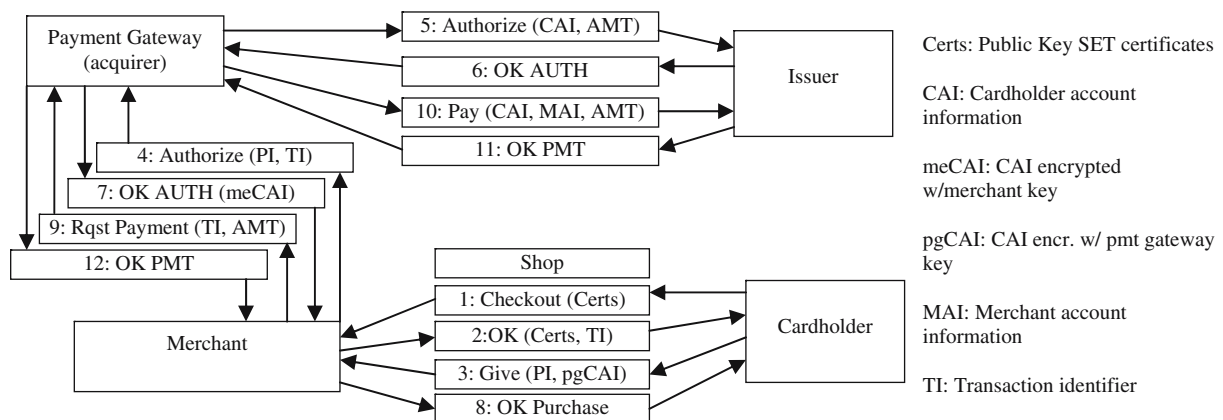 Payment Gateway
(acquirer)
5: Authorize (CAI, AMT)
6: OK AUTH
10: Pay (CAI, MAI, AMT)
11: OK PMT
Issuer
4: Authorize (PI, TI)
7: OK AUTH (meCAI)
9: Rqst Payment (TI, AMT)
12: OK PMT
Merchant
Shop
1: Checkout (Certs)
2:OK (Certs, TI)
3: Give (PI, pgCAI)
8: OK Purchase
Cardholder
Certs: Public Key SET certificates
CAI: Cardholder account
information
meCAI: CAI encrypted
w/merchant key
pgCAI: CAI encr. w/ pmt gateway
key
MAI: Merchant account
information
TI: Transaction identifier